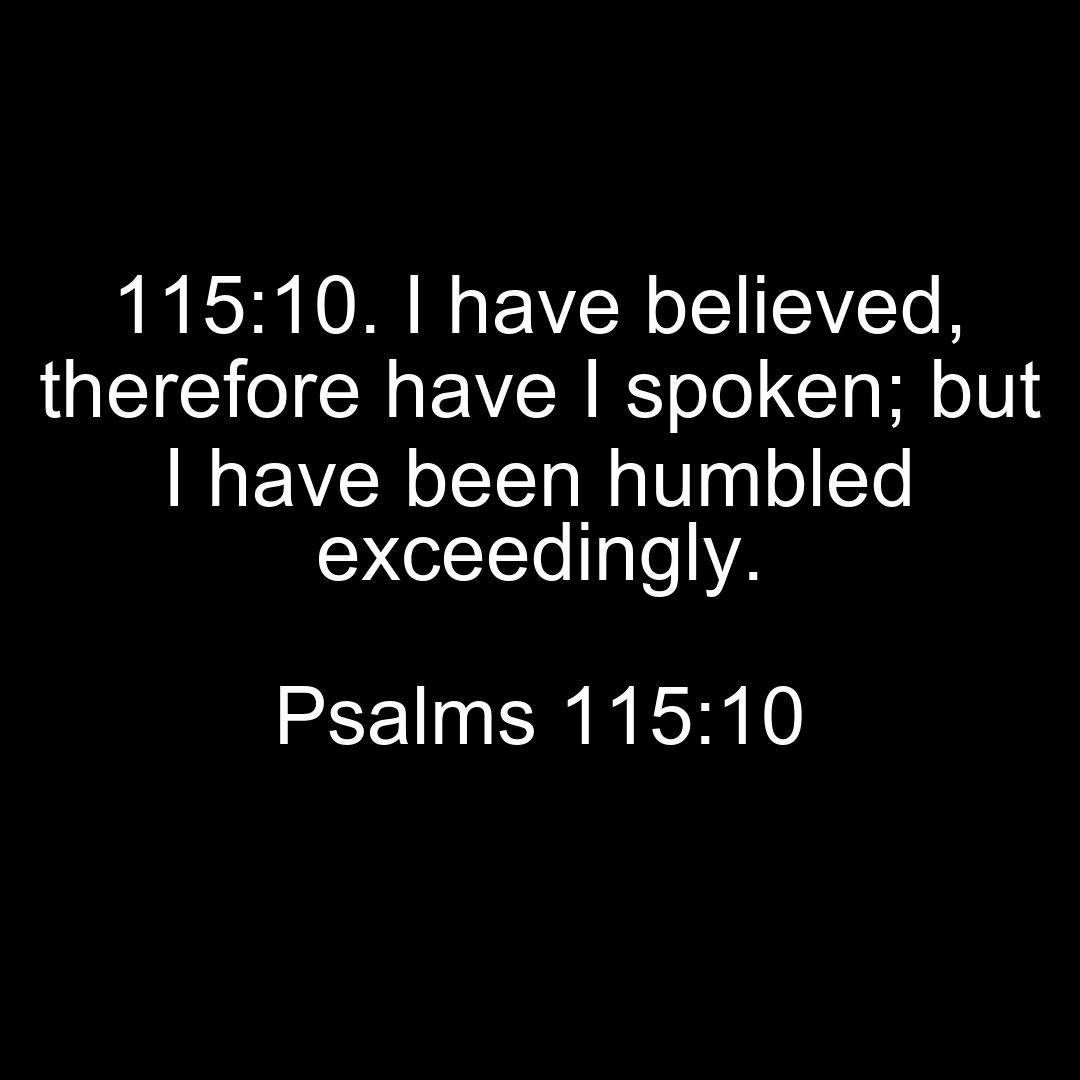 115:10. I have believed,
therefore have I spoken; but
I have been humbled
exceedingly.
Psalms 115:10